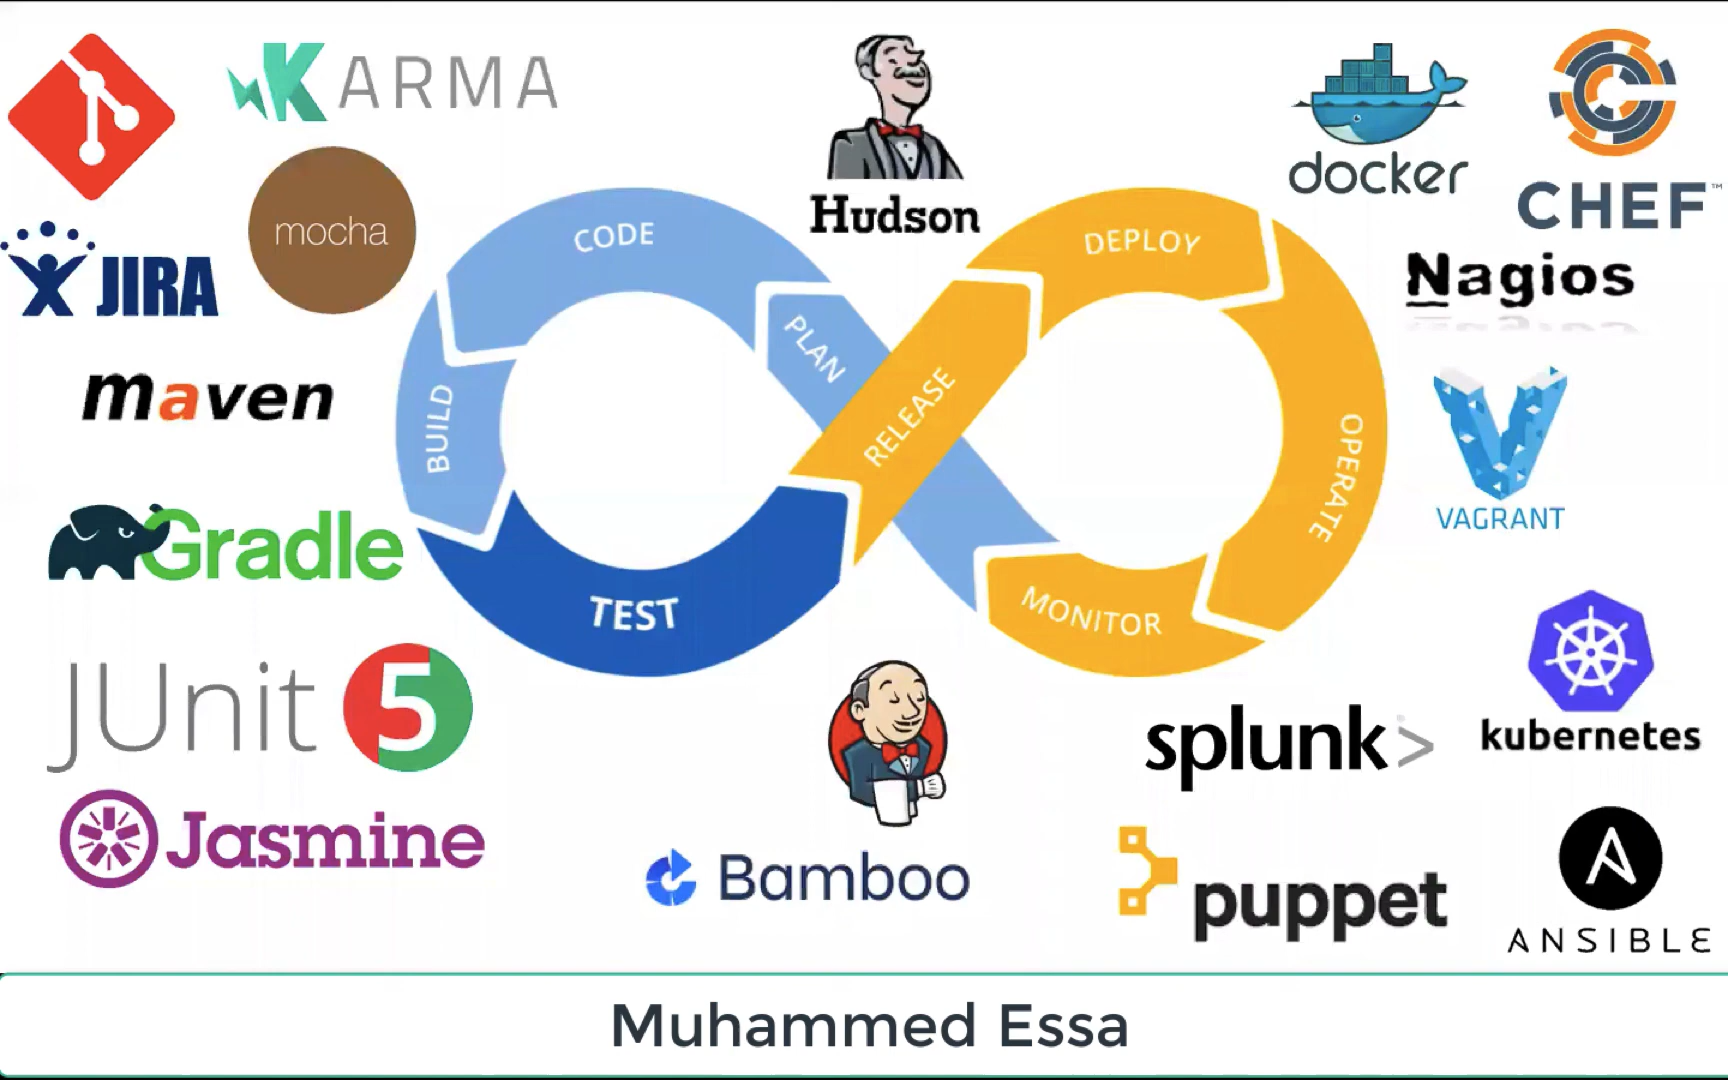 KARMA
mocha
JIRA
maven
Gradle
JUnit 5
Jasmine
Hudson
CODE
PLAN
BUILD
TEST
RELEASE
DEPLOY
OPERATE
MONITOR
Bamboo
docker
CHEF™
Nagios
VAGRANT
kubernetes
splunk>
puppet
A
ANSIBLE
Muhammed Essa